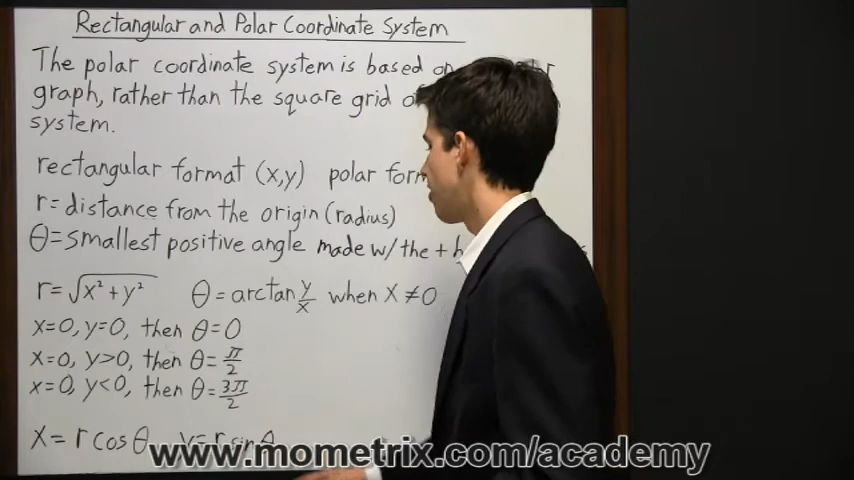 Rectangular and Polar Coordinate System
The polar coordinate system is based on
graph, rather than the square grid
system.
rectangular format (x,y) polar
r = distance from the origin (radius)
θ = smallest positive angle made w/ the +
r = √x² + y² θ = arctan y/x when X ≠ 0
x=0, y=0, then θ = 0
x=0, y>0, then θ = π/2
x=0, y<0, then θ = 3π/2
X = r cos θ y = r sin θ
www.mometrix.com/academy